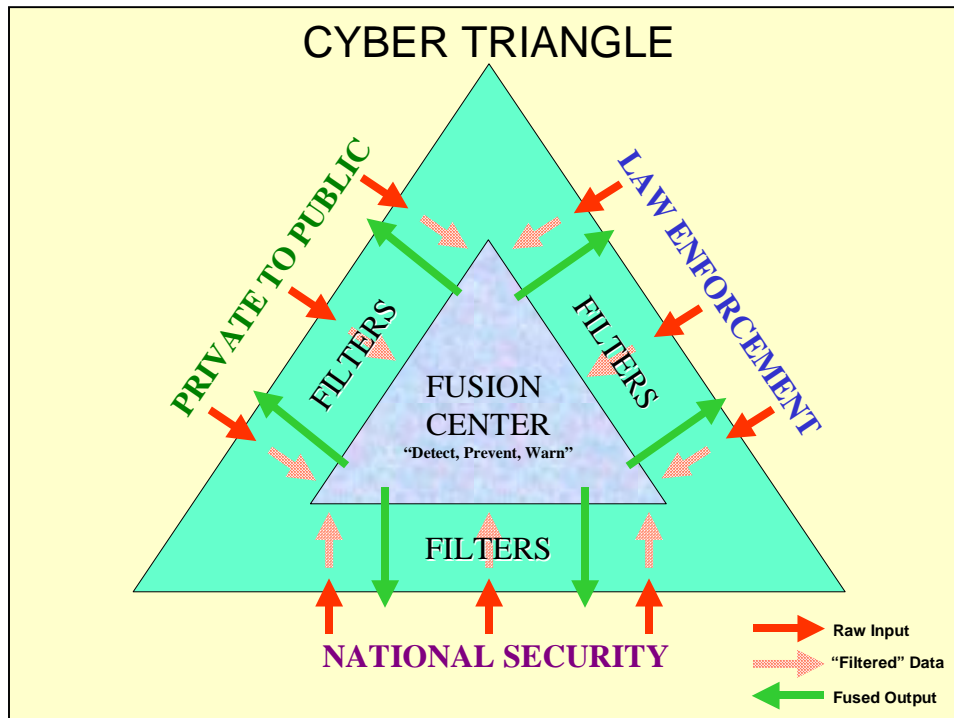 CYBER TRIANGLE
PRIVATE TO PUBLIC
LAW ENFORCEMENT
FILTERS
FILTERS
FUSION
CENTER
“Detect, Prevent, Warn”
FILTERS
NATIONAL SECURITY
Raw Input
“Filtered” Data
Fused Output